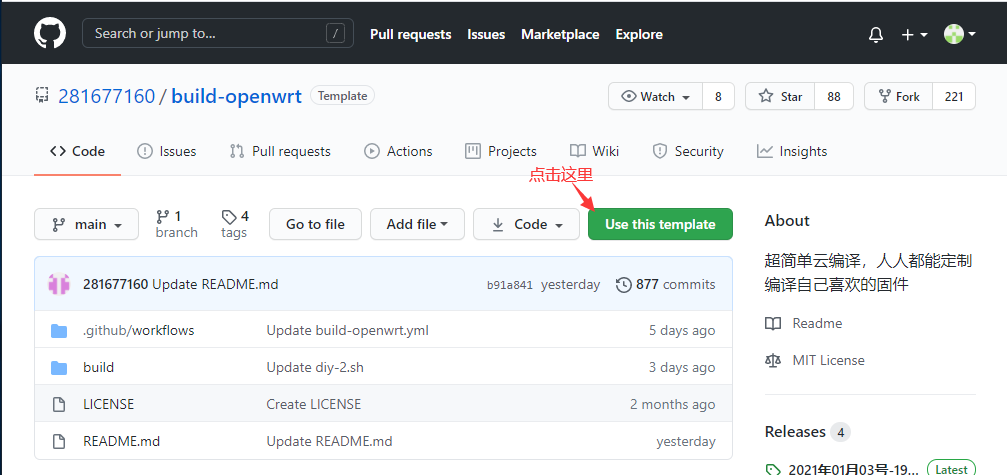 Search or jump to... /
Pull requests Issues Marketplace Explore
281677160 / build-openwrt Template
Watch 8 Star 88 Fork 221
Code Issues Pull requests Actions Projects Wiki Security Insights
点击这里
main 1 branch 4 tags Go to file Add file Code Use this template
281677160 Update README.md b91a841 yesterday 877 commits
.github/workflows Update build-openwrt.yml 5 days ago
build Update diy-2.sh 3 days ago
LICENSE Create LICENSE 2 months ago
README.md Update README.md yesterday
About
超简单云编译，人人都能定制
编译自己喜欢的固件
Readme
MIT License
Releases 4
2021年01月03号-19... Latest